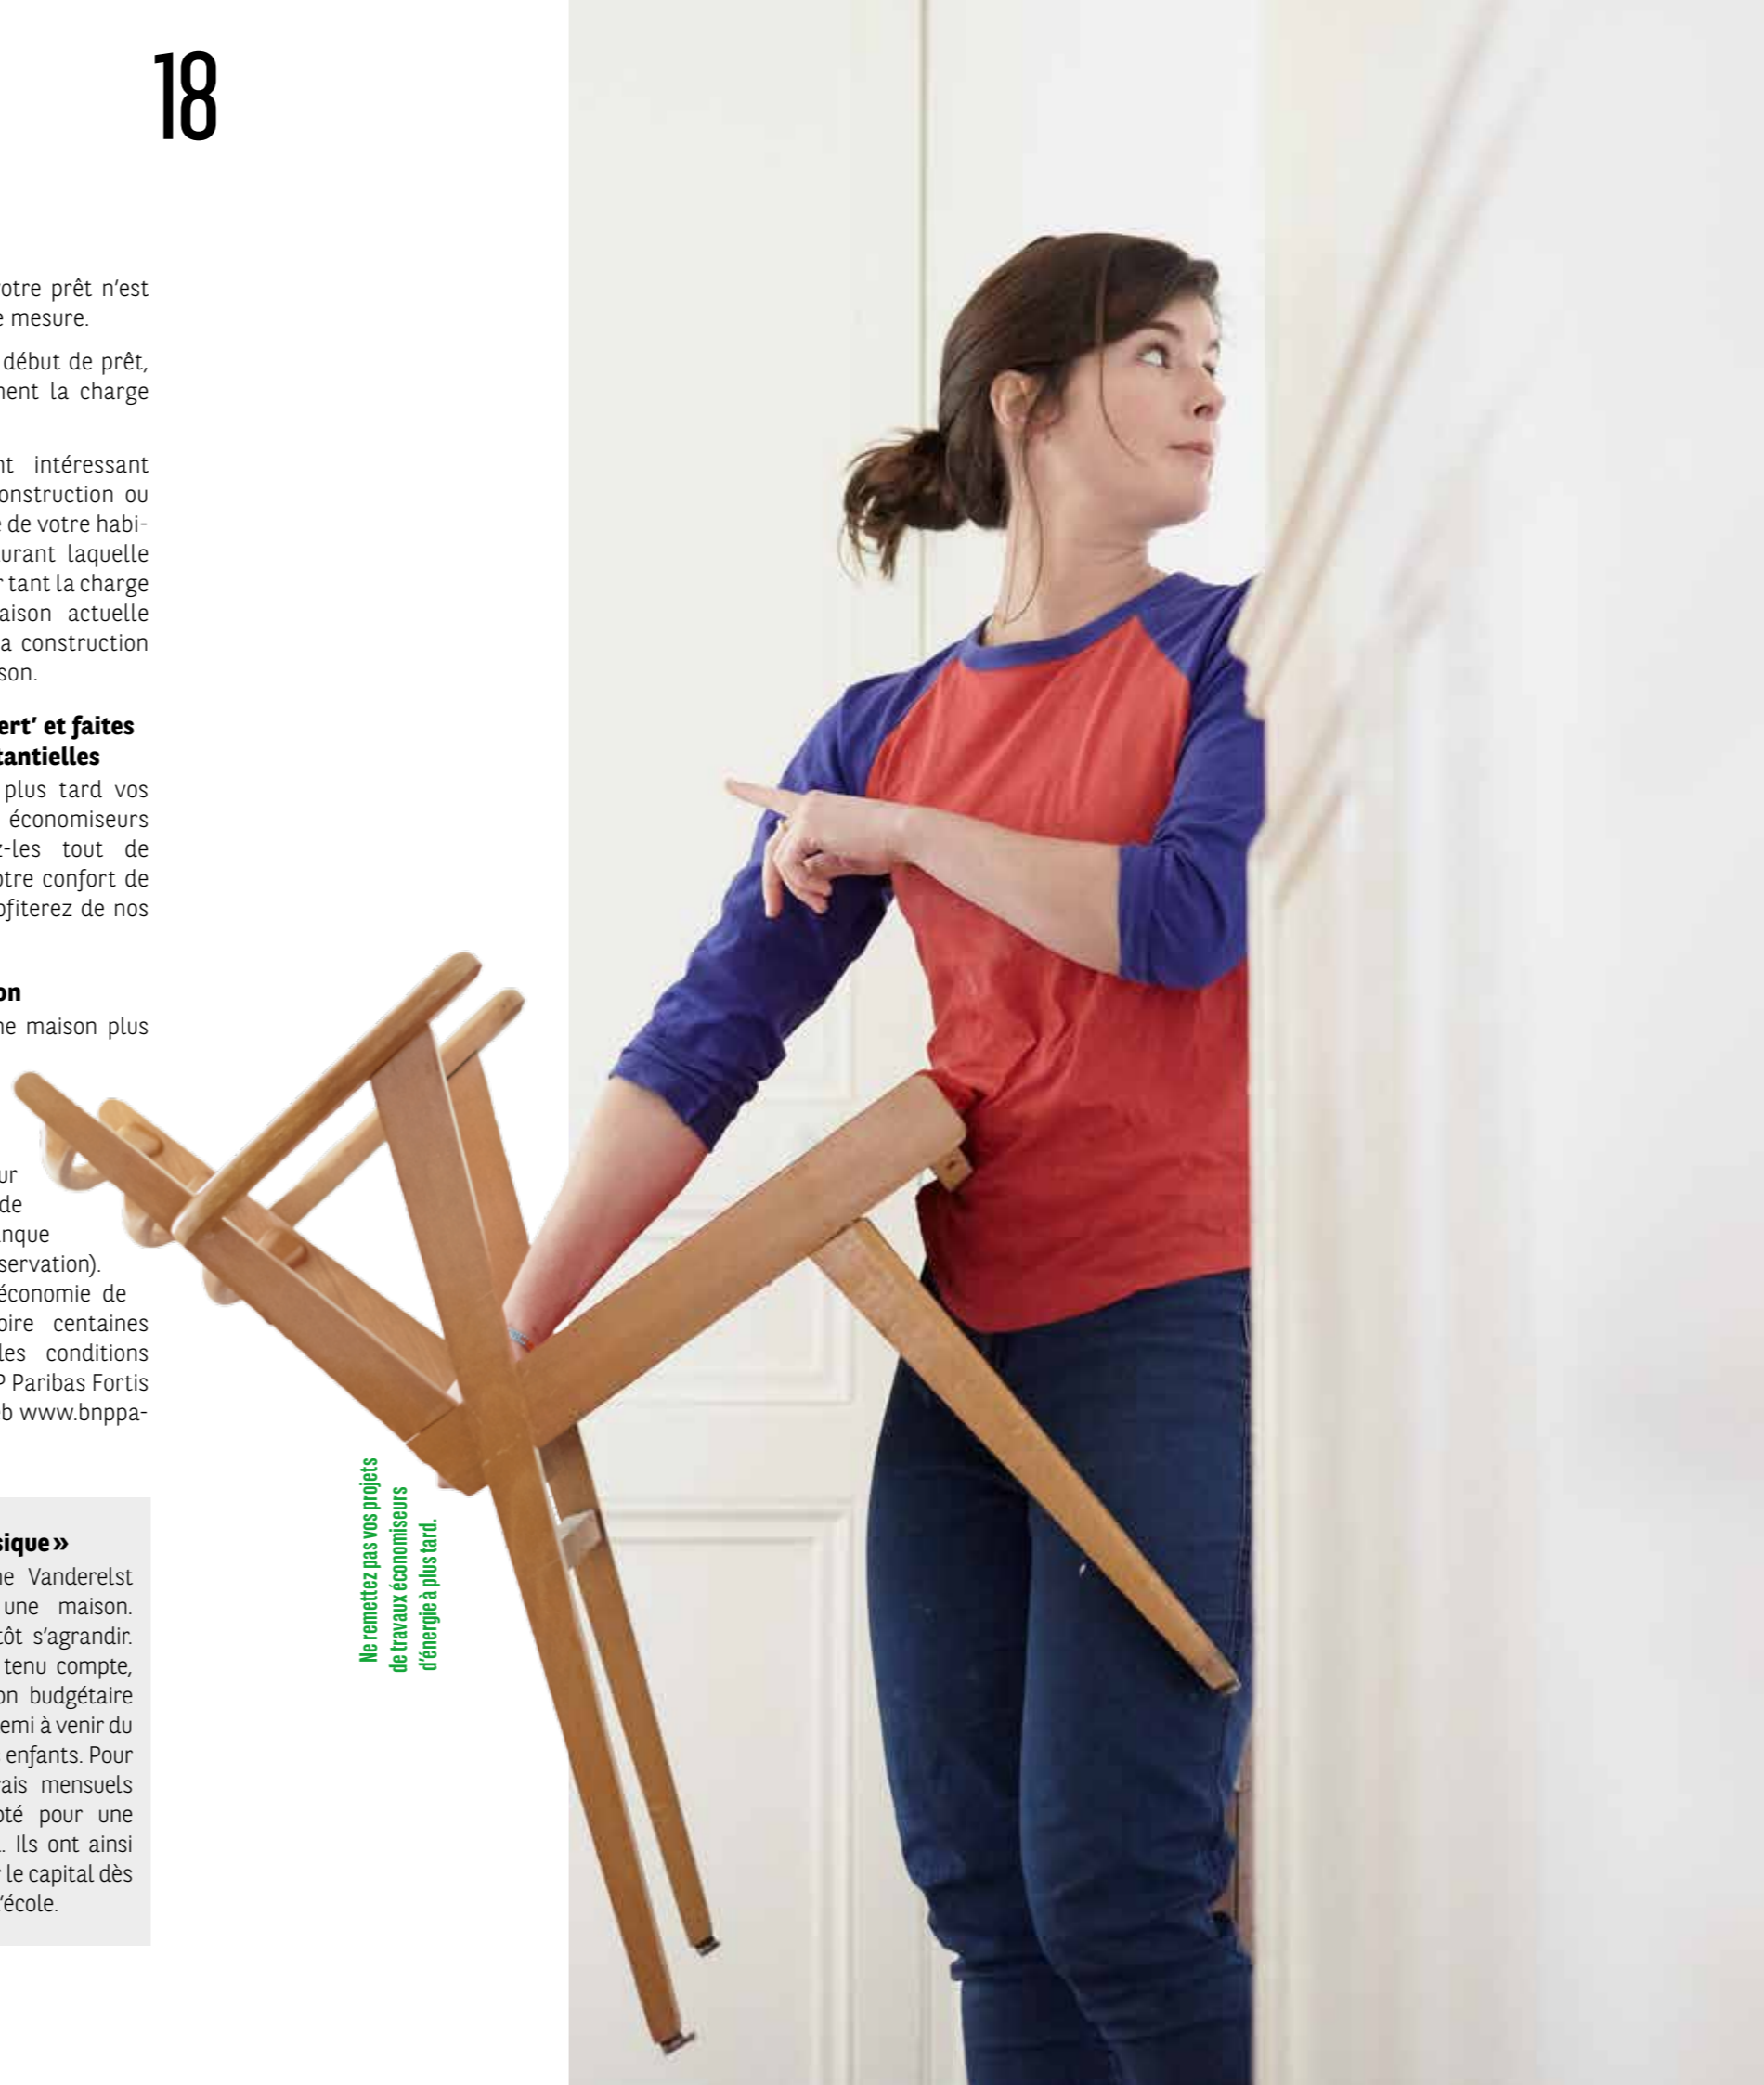 18
otre prêt n'est
e mesure.
début de prêt,
ment la charge
nt intéressant
onstruction ou
e de votre habi-
urant laquelle
r tant la charge
aison actuelle
a construction
son.
ert' et faites
tantielles
plus tard vos
économiseurs
z-les tout de
otre confort de
ofiterez de nos
on
ne maison plus
ur
de
nque
servation).
économie de
oire centaines
les conditions
P Paribas Fortis
eb www.bnppa-
sique»
ne Vanderelst
une maison.
tôt s'agrandir.
tenu compte,
on budgétaire
emi à venir du
enfants. Pour
ais mensuels
oté pour une
. Ils ont ainsi
r le capital dès
l'école.
Ne remettez pas vos projets
de travaux économiseurs
d'énergie à plus tard.